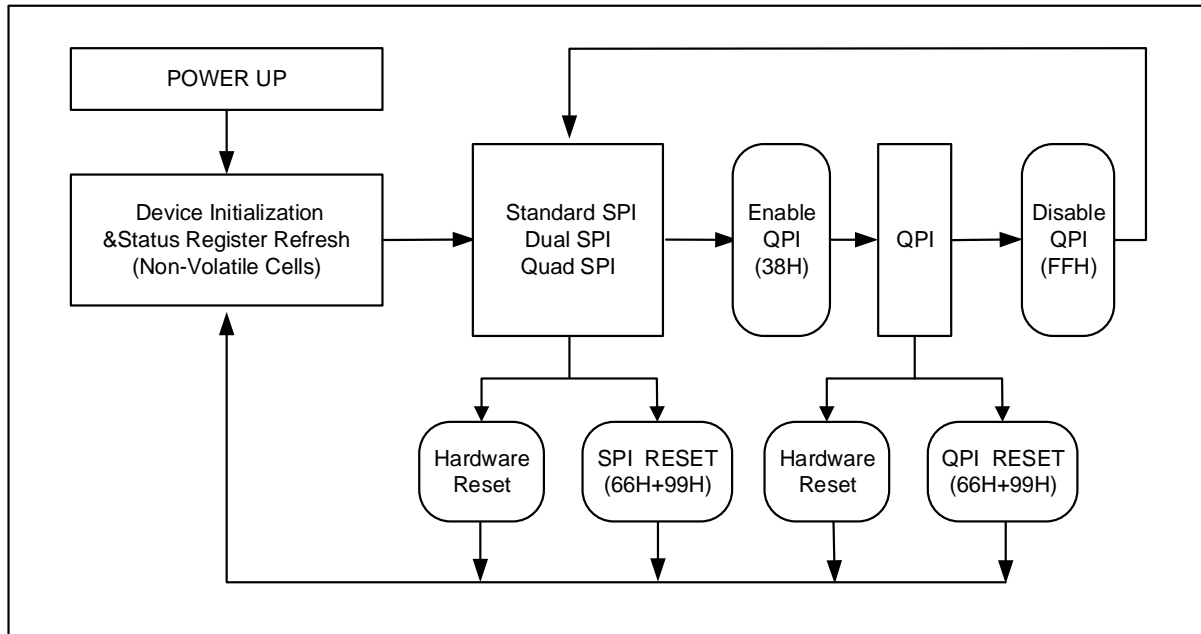 POWER UP
Device Initialization
&Status Register Refresh
(Non-Volatile Cells)
Standard SPI
Dual SPI
Quad SPI
Enable
QPI
(38H)
QPI
Disable
QPI
(FFH)
Hardware
Reset
SPI RESET
(66H+99H)
Hardware
Reset
QPI RESET
(66H+99H)